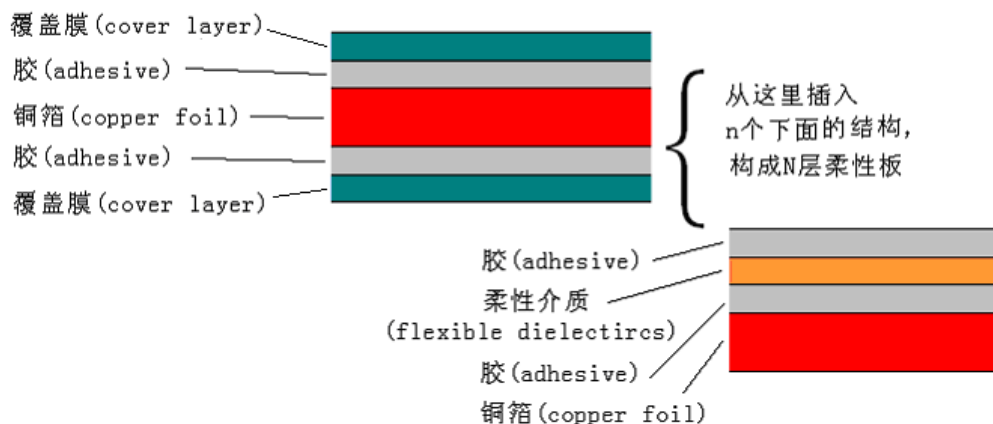 覆盖膜(cover layer)
胶(adhesive)
铜箔(copper foil)
胶(adhesive)
覆盖膜(cover layer)
从这里插入
n个下面的结构，
构成N层柔性板
胶(adhesive)
柔性介质
(flexible dielectircs)
胶(adhesive)
铜箔(copper foil)